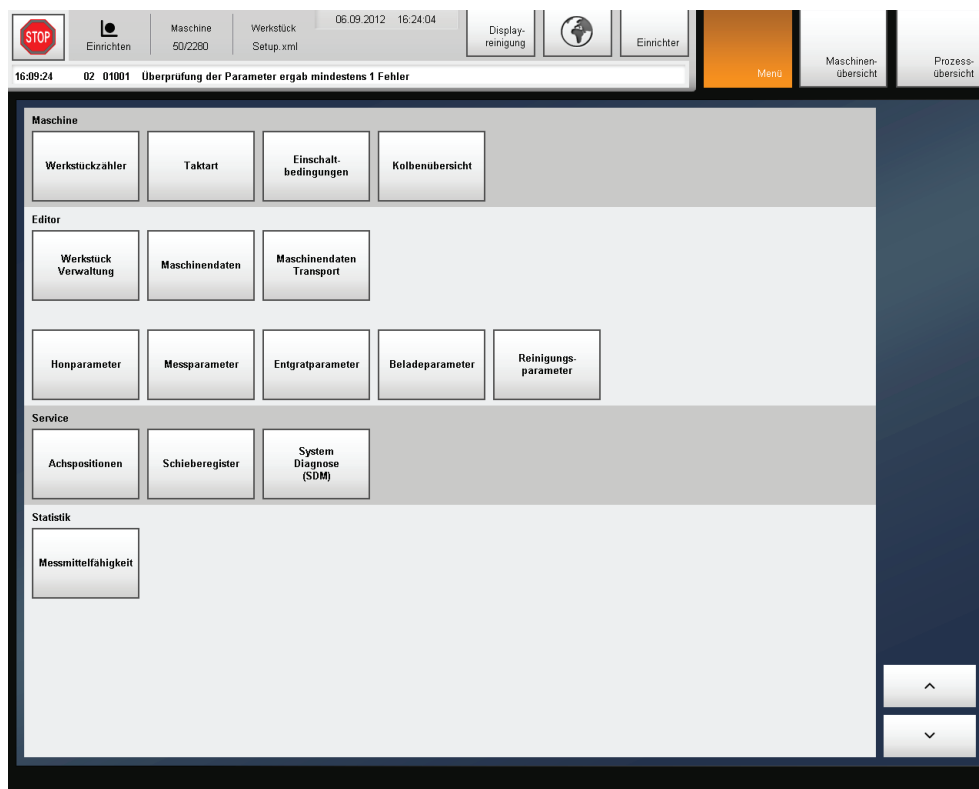 STOP
Einrichten
Maschine
50/2280
Werkstück
Setup.xml
06.09.2012 16:24:04
Display-
reinigung
Einrichter
Menü
Maschinen-
übersicht
Prozess-
übersicht
16:09:24 02 01001 Überprüfung der Parameter ergab mindestens 1 Fehler
Maschine
Werkstückzähler
Taktart
Einschalt-
bedingungen
Kolbenübersicht
Editor
Werkstück
Verwaltung
Maschinendaten
Maschinendaten
Transport
Honparameter
Messparameter
Entgratparameter
Beladeparameter
Reinigungs-
parameter
Service
Achspositionen
Schieberegister
System
Diagnose
(SDM)
Statistik
Messmittelfähigkeit